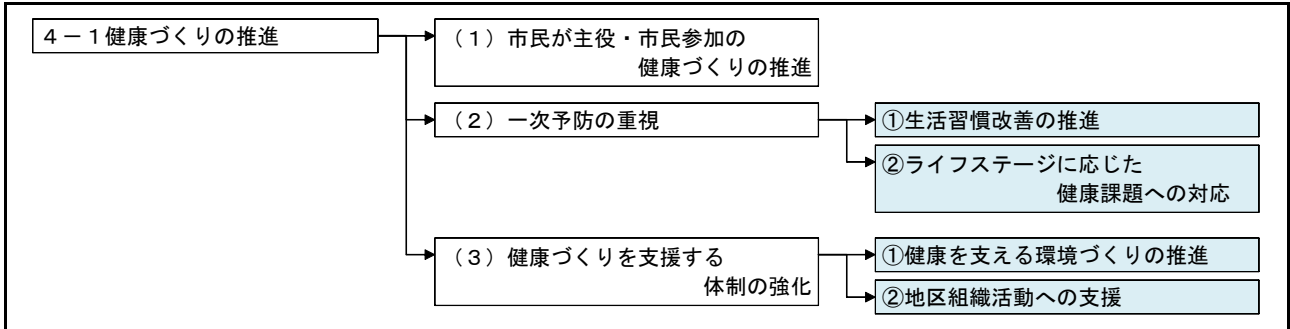 ４－１健康づくりの推進
（１）市民が主役・市民参加の
健康づくりの推進
（２）一次予防の重視
①生活習慣改善の推進
②ライフステージに応じた
健康課題への対応
（３）健康づくりを支援する
体制の強化
①健康を支える環境づくりの推進
②地区組織活動への支援